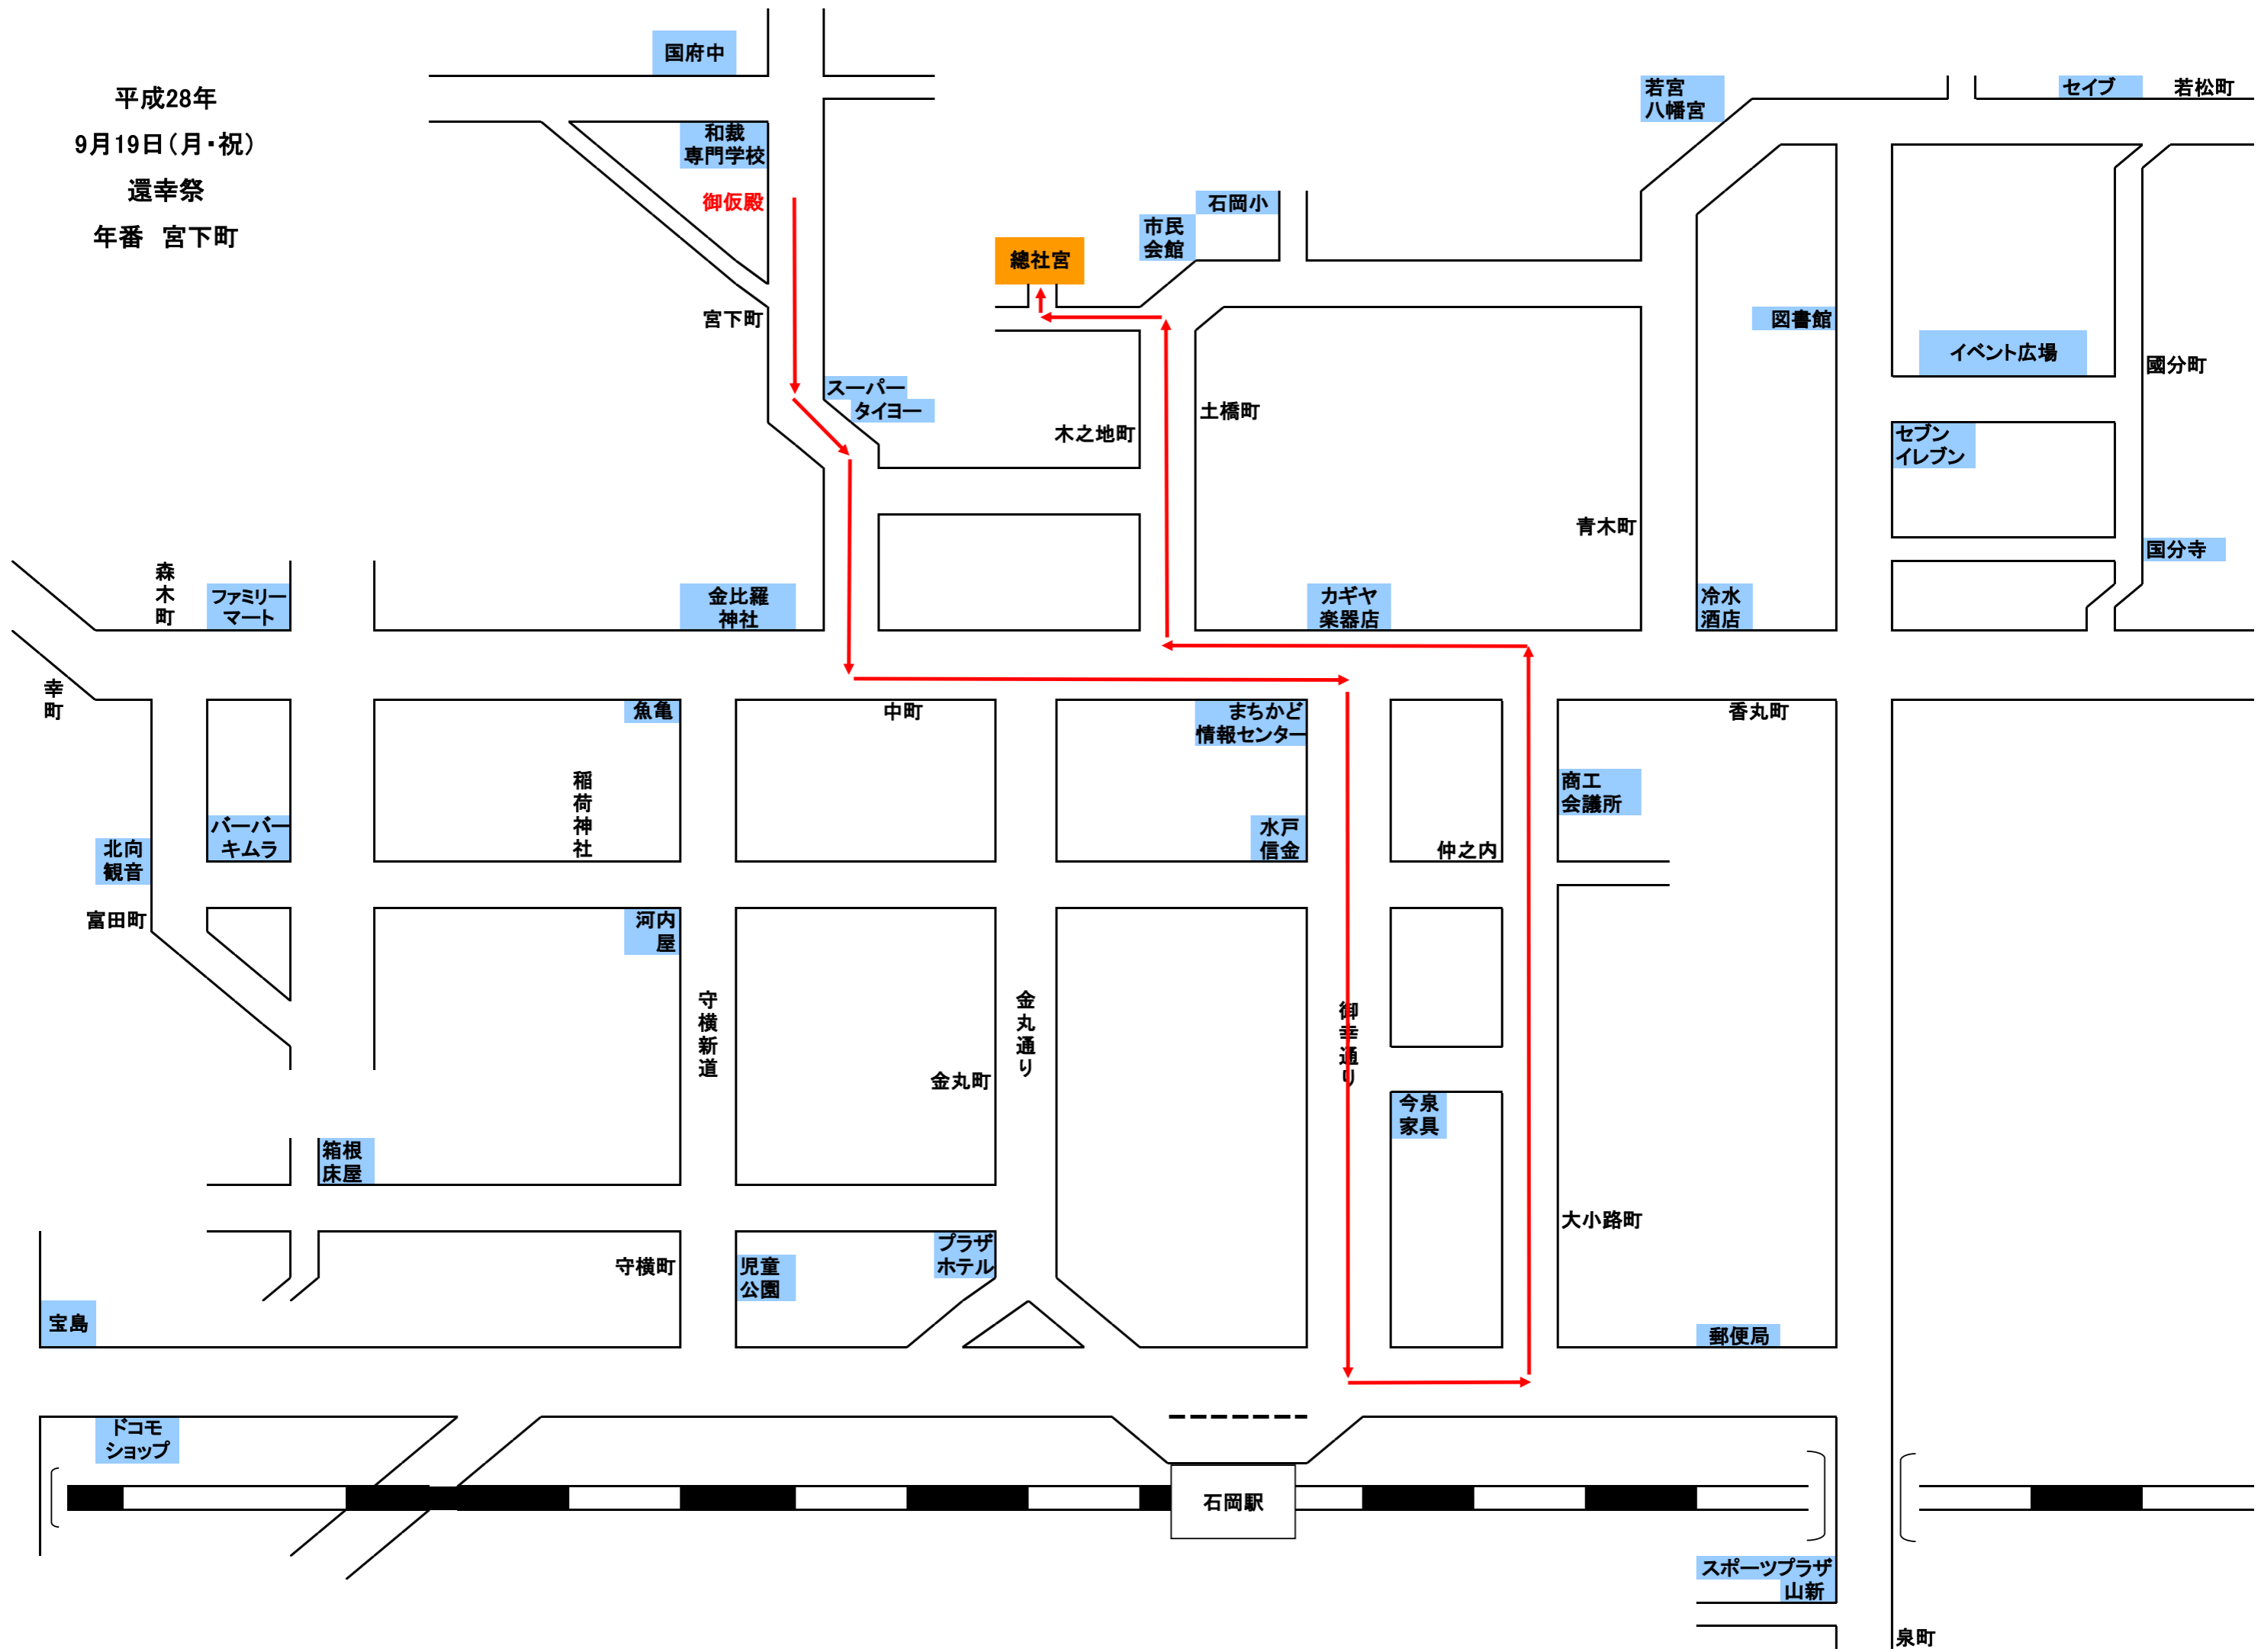 平成28年
9月19日(月・祝)
還幸祭
年番　宮下町
国府中
和裁
専門学校
御仮殿
宮下町
スーパー
タイヨー
總社宮
市民
会館
石岡小
木之地町
土橋町
若宮
八幡宮
セイブ
若松町
図書館
イベント広場
國分町
セブン
イレブン
国分寺
青木町
森木町
ファミリー
マート
金比羅
神社
カギヤ
楽器店
冷水
酒店
幸町
魚亀
中町
まちかど
情報センター
香丸町
稲荷神社
商工
会議所
バーバー
キムラ
北向
観音
水戸
信金
仲之内
富田町
河内
屋
守横新道
金丸通り
御幸通り
金丸町
今泉
家具
箱根
床屋
大小路町
守横町
児童
公園
プラザ
ホテル
宝島
郵便局
ドコモ
ショップ
石岡駅
スポーツプラザ
山新
泉町